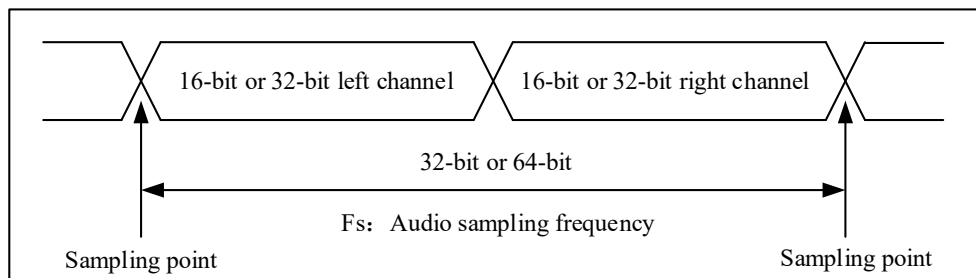 16-bit or 32-bit left channel
16-bit or 32-bit right channel
32-bit or 64-bit
Fs：Audio sampling frequency
Sampling point
Sampling point